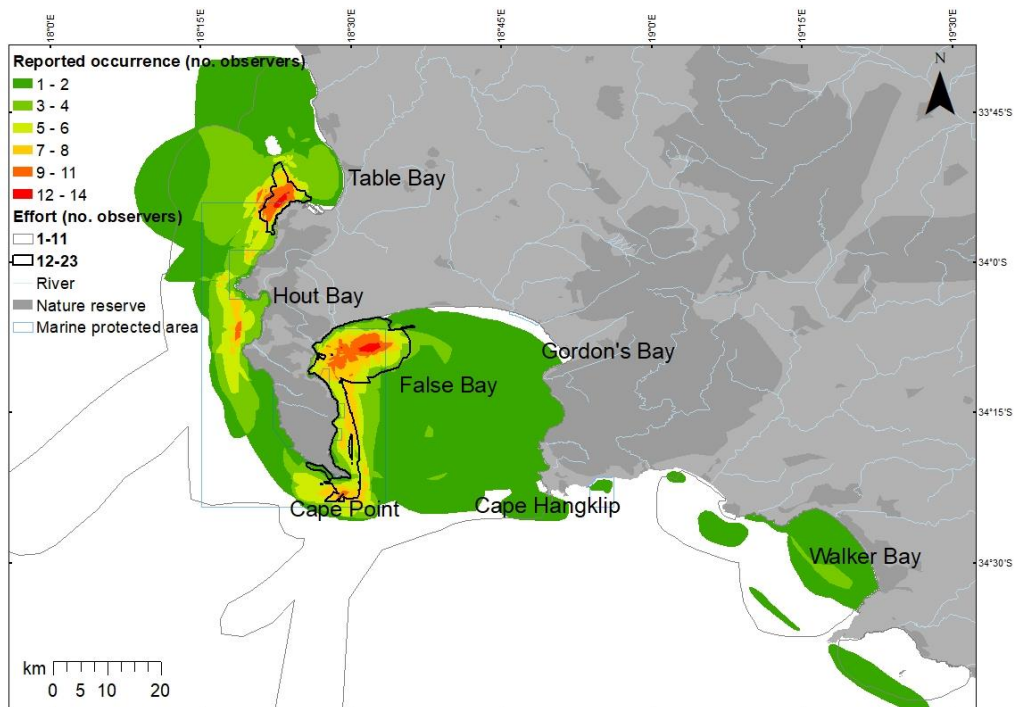 18°0'E 18°15'E 18°30'E 18°45'E 19°0'E 19°15'E 19°30'E
Reported occurrence (no. observers)
1 - 2
3 - 4
5 - 6
7 - 8
9 - 11
12 - 14
Effort (no. observers)
1-11
12-23
River
Nature reserve
Marine protected area
N
33°45'S
Table Bay
34°0'S
Hout Bay
Gordon's Bay
False Bay
34°15'S
Cape Point
Cape Hangklip
Walker Bay
34°30'S
km
0 5 10 20